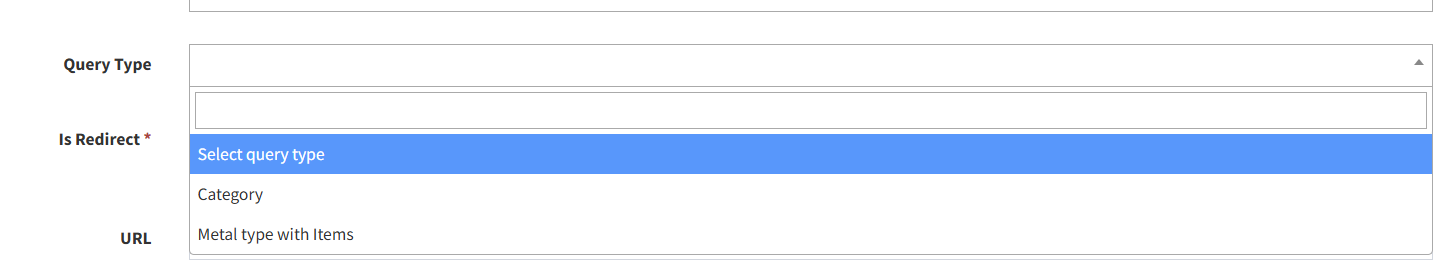 Query Type
Is Redirect *
Select query type
Category
Metal type with Items
URL